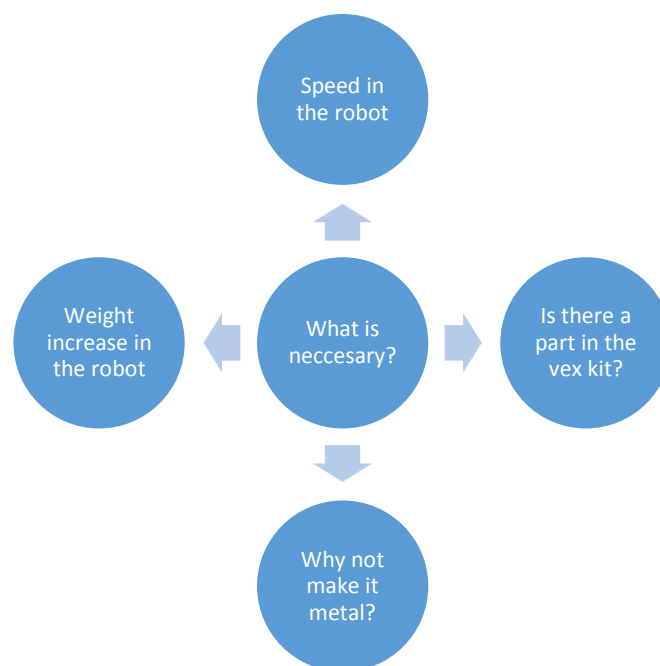 Speed in
the robot
Weight
increase in
the robot
What is
neccesary?
Is there a
part in the
vex kit?
Why not
make it
metal?